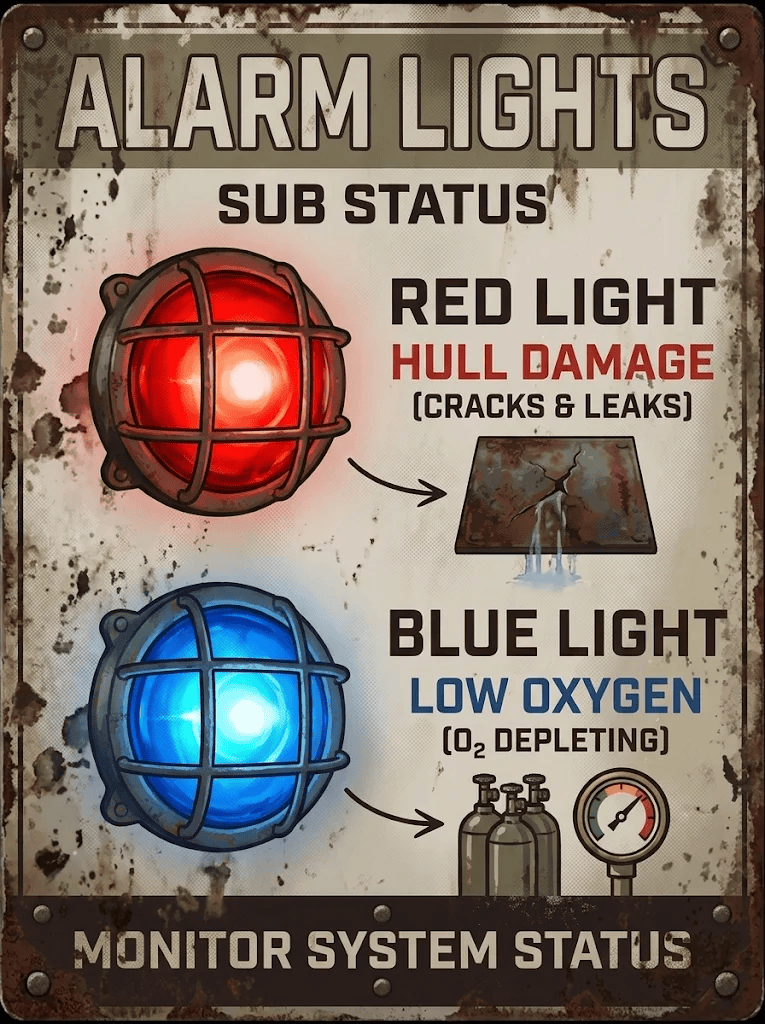 ALARM LIGHTS
SUB STATUS
RED LIGHT
HULL DAMAGE
(CRACKS & LEAKS)
BLUE LIGHT
LOW OXYGEN
(O₂ DEPLETING)
MONITOR SYSTEM STATUS